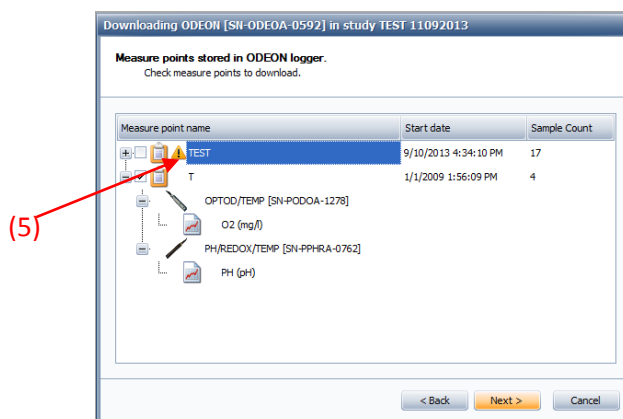 Downloading ODEON [SN-ODEOA-0592] in study TEST 11092013
Measure points stored in ODEON logger.
Check measure points to download.
Measure point name Start date Sample Count
TEST 9/10/2013 4:34:10 PM 17
T 1/1/2009 1:56:09 PM 4
OPTOD/TEMP [SN-PODOA-1278]
(5)
O2 (mg/l)
PH/REDOX/TEMP [SN-PPHRA-0762]
PH (pH)
< Back Next > Cancel